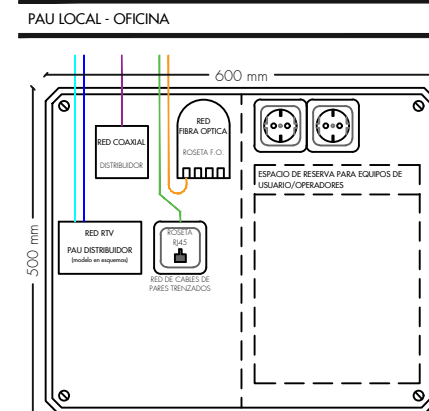 PAU LOCAL - OFICINA
600 mm
500 mm
RED COAXIAL
DISTRIBUIDOR
RED
FIBRA OPTICA
ROSETA F.O.
ESPACIO DE RESERVA PARA EQUIPOS DE
USUARIO/OPERADORES
RED RTV
PAU DISTRIBUIDOR
(modelo en esquemas)
ROSETA
RJ45
RED DE CABLES DE
PARES TRENZADOS